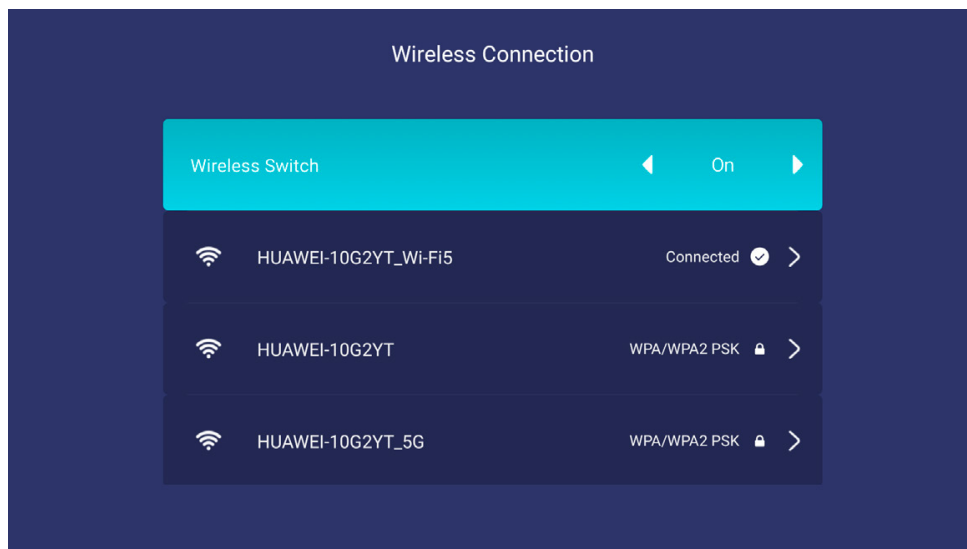 Wireless Connection
Wireless Switch On
HUAWEI-10G2YT_Wi-Fi5 Connected
HUAWEI-10G2YT WPA/WPA2 PSK
HUAWEI-10G2YT_5G WPA/WPA2 PSK